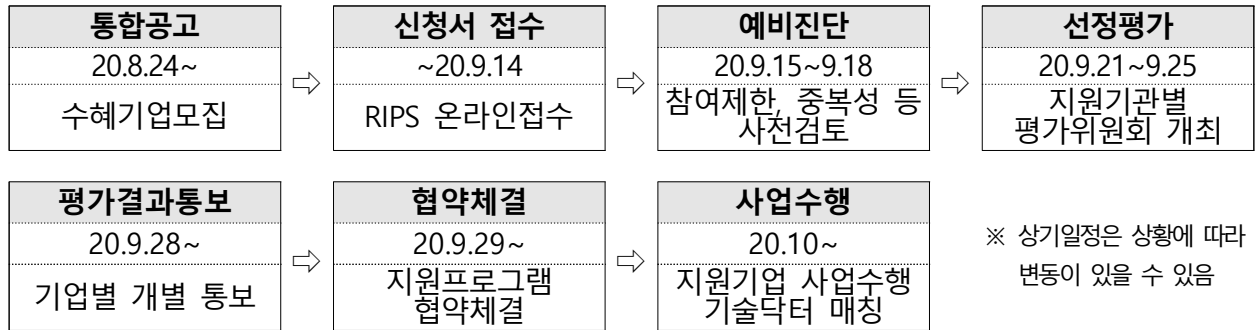 통합공고
20.8.24~
수혜기업모집
⇨
신청서 접수
~20.9.14
RIPS 온라인접수
⇨
예비진단
20.9.15~9.18
참여제한, 중복성 등
사전검토
⇨
선정평가
20.9.21~9.25
지원기관별
평가위원회 개최
평가결과통보
20.9.28~
기업별 개별 통보
⇨
협약체결
20.9.29~
지원프로그램
협약체결
⇨
사업수행
20.10~
지원기업 사업수행
기술닥터 매칭
※ 상기일정은 상황에 따라
변동이 있을 수 있음